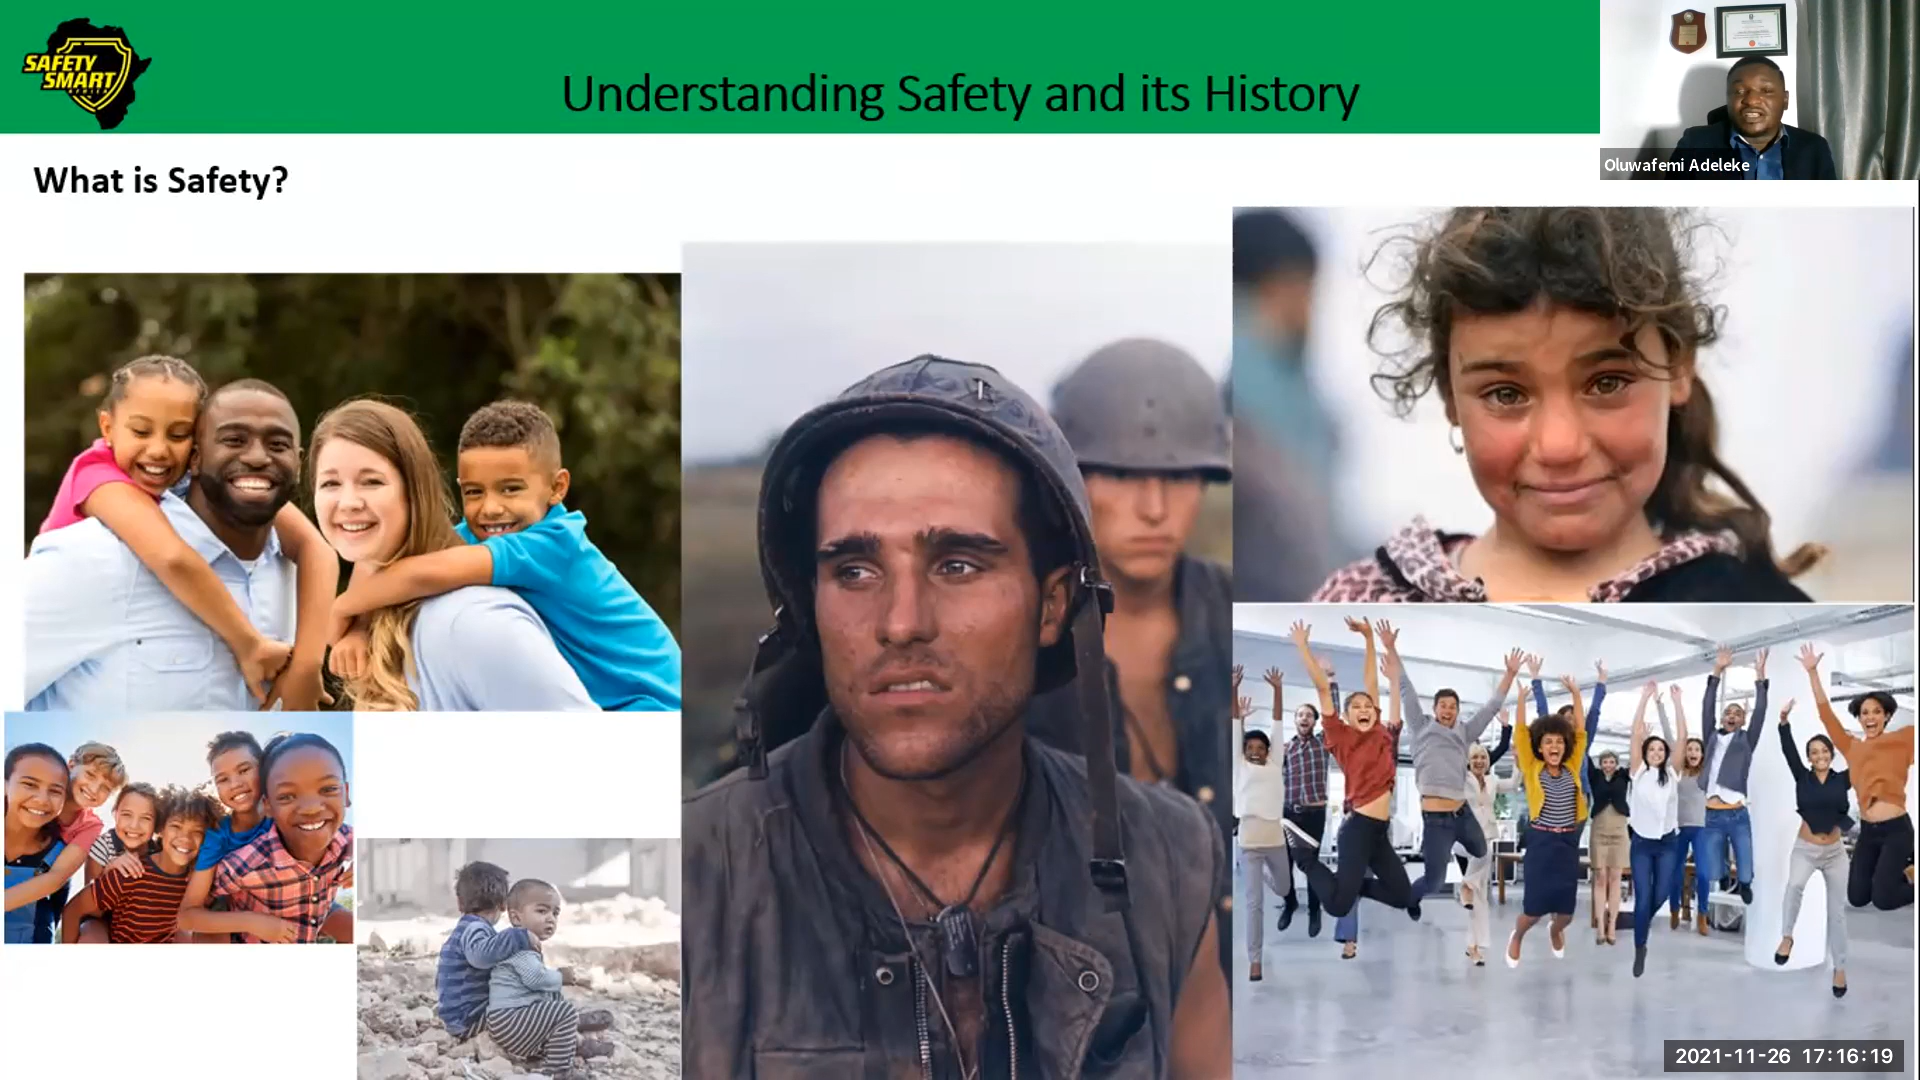 SAFETY
SMART
Understanding Safety and its History
Oluwafemi Adeleke
What is Safety?
2021-11-26 17:16:19